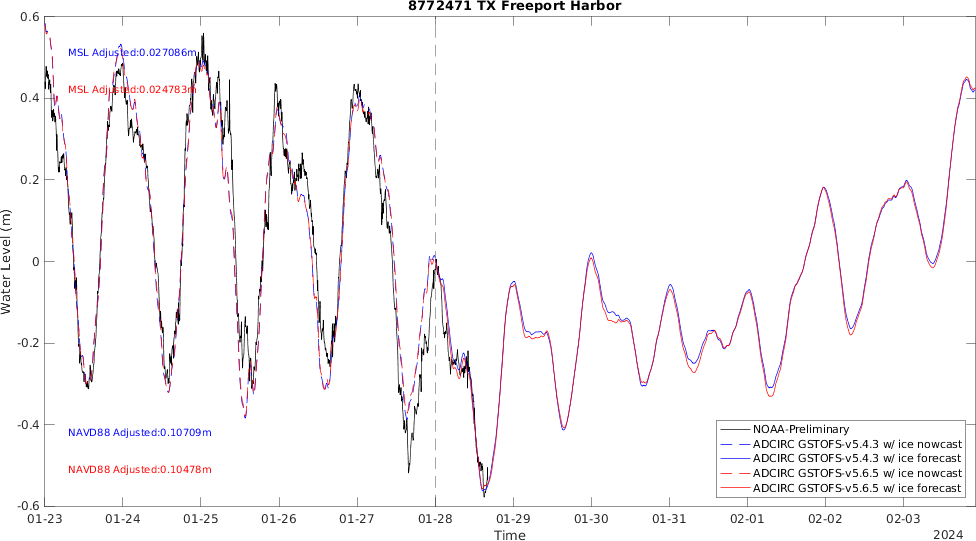 8772471 TX Freeport Harbor
0.6
0.4
0.2
0
-0.2
-0.4
-0.6
Water Level (m)
MSL Adjusted:0.027086m
MSL Adjusted:0.024783m
NAVD88 Adjusted:0.10709m
NAVD88 Adjusted:0.10478m
NOAA-Preliminary
ADCIRC GSTOFS-v5.4.3 w/ ice nowcast
ADCIRC GSTOFS-v5.4.3 w/ ice forecast
ADCIRC GSTOFS-v5.6.5 w/ ice nowcast
ADCIRC GSTOFS-v5.6.5 w/ ice forecast
01-23 01-24 01-25 01-26 01-27 01-28 01-29 01-30 01-31 02-01 02-02 02-03
Time
2024